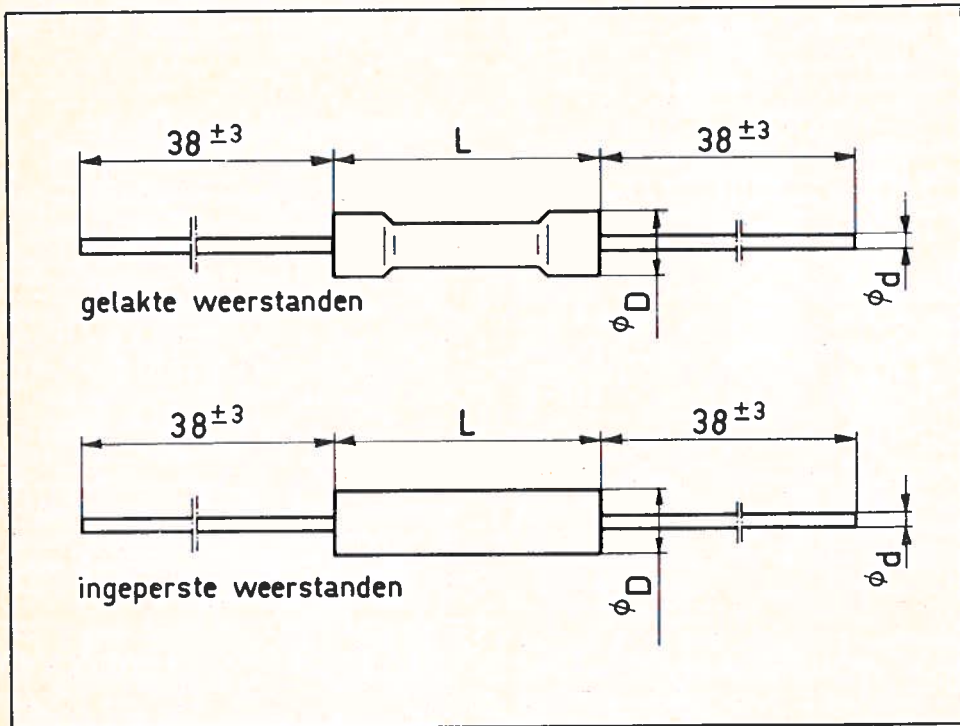 38 ±3 L 38 ±3
ϕD
ϕd
gelakte weerstanden
38 ±3 L 38 ±3
ϕD
ϕd
ingeperste weerstanden